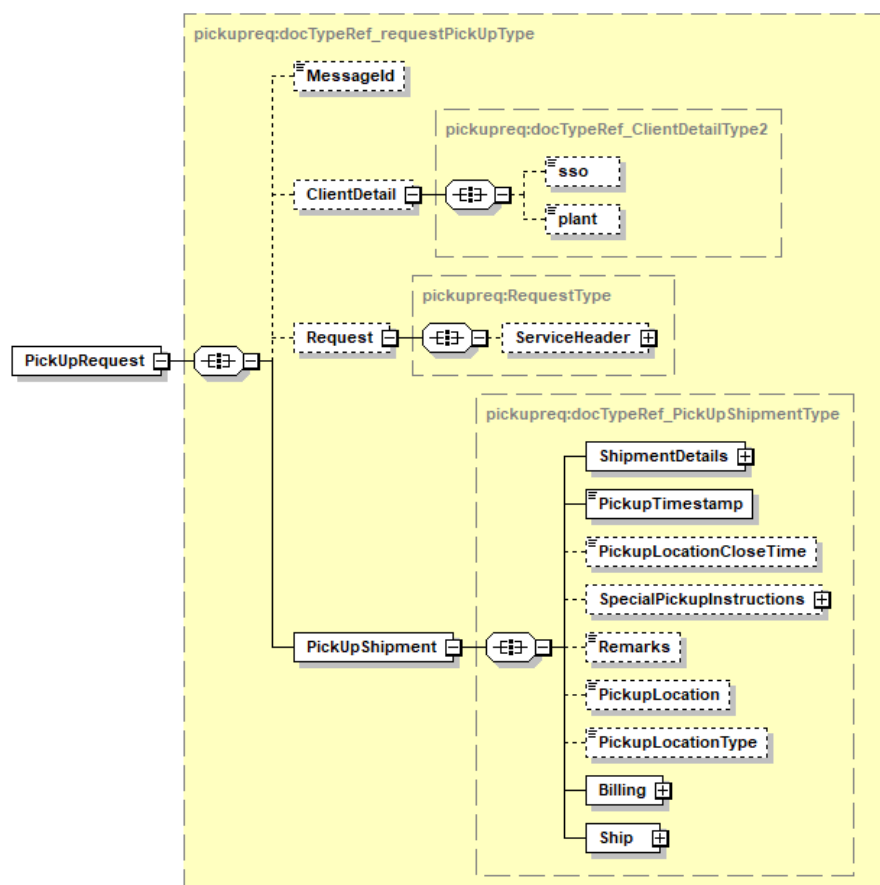 pickupreq:docTypeRef_requestPickUpType
MessageId
pickupreq:docTypeRef_ClientDetailType2
sso
ClientDetail
plant
pickupreq:RequestType
Request
ServiceHeader
PickUpRequest
pickupreq:docTypeRef_PickUpShipmentType
ShipmentDetails
PickupTimestamp
PickupLocationCloseTime
SpecialPickupInstructions
PickUpShipment
Remarks
PickupLocation
PickupLocationType
Billing
Ship